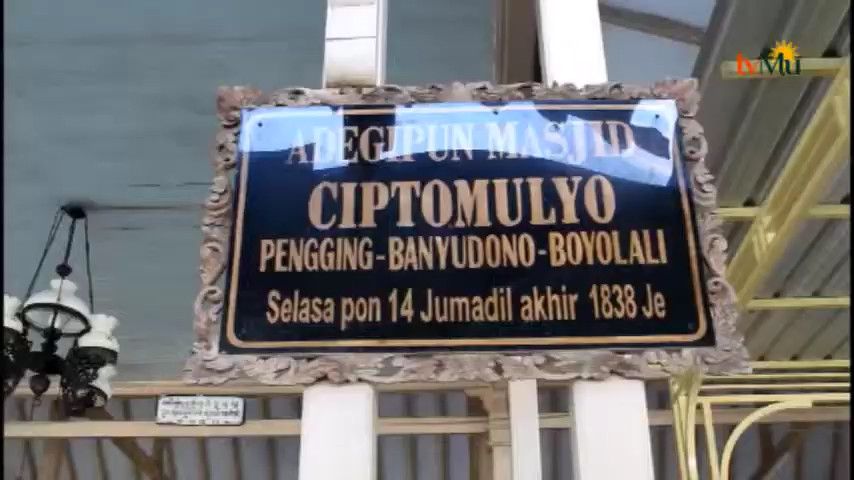 tvMu
ADEGIPUN MASJID
CIPTOMULYO
PENGGING-BANYUDONO-BOYOLALI
Selasa pon 14 Jumadil akhir 1838 Je